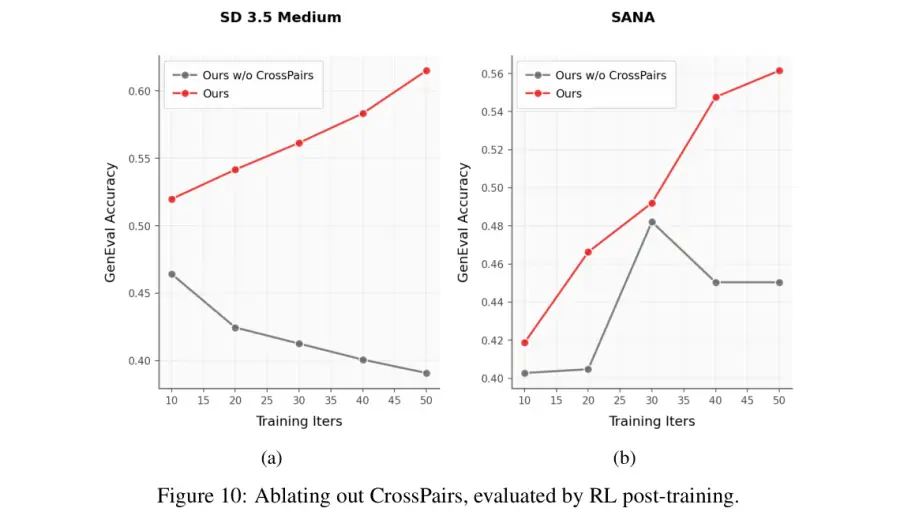 SD 3.5 Medium
Ours w/o CrossPairs
Ours
GenEval Accuracy
0.60
0.55
0.50
0.45
0.40
10 15 20 25 30 35 40 45 50
Training Iters
(a)
SANA
Ours w/o CrossPairs
Ours
GenEval Accuracy
0.56
0.54
0.52
0.50
0.48
0.46
0.44
0.42
0.40
10 15 20 25 30 35 40 45 50
Training Iters
(b)
Figure 10: Ablating out CrossPairs, evaluated by RL post-training.